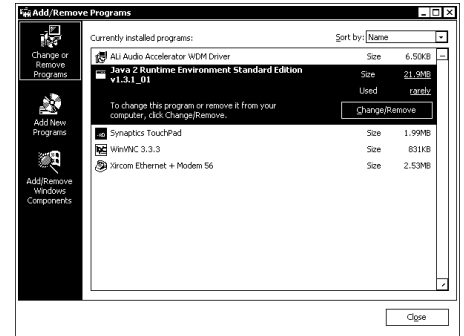 Add/Remove Programs
Change or Remove Programs
Add New Programs
Add/Remove Windows Components
Currently installed programs:
Sort by: Name
ALi Audio Accelerator WDM Driver Size 6.50KB
Java 2 Runtime Environment Standard Edition v1.3.1_01 Size 21.9MB
Used rarely
To change this program or remove it from your computer, click Change/Remove.
Change/Remove
Synaptics TouchPad Size 1.99MB
WinVNC 3.3.3 Size 831KB
Xircom Ethernet + Modem 56 Size 2.53MB
Close